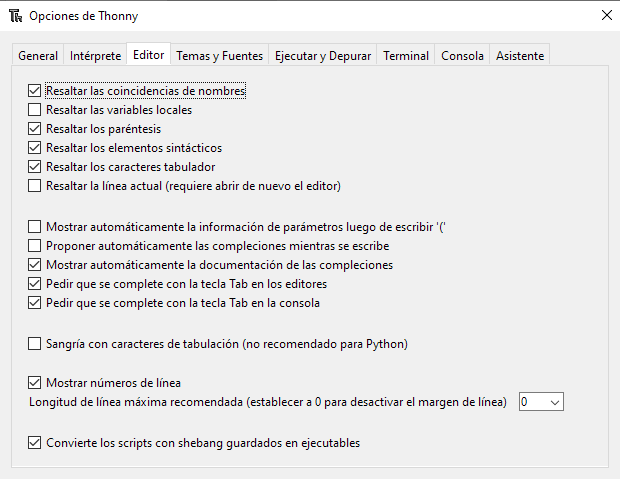 Opciones de Thonny
General Intérprete Editor Temas y Fuentes Ejecutar y Depurar Terminal Consola Asistente
Resaltar las coincidencias de nombres
Resaltar las variables locales
Resaltar los paréntesis
Resaltar los elementos sintácticos
Resaltar los caracteres tabulador
Resaltar la línea actual (requiere abrir de nuevo el editor)
Mostrar automáticamente la información de parámetros luego de escribir '('
Proponer automáticamente las compleciones mientras se escribe
Mostrar automáticamente la documentación de las compleciones
Pedir que se complete con la tecla Tab en los editores
Pedir que se complete con la tecla Tab en la consola
Sangría con caracteres de tabulación (no recomendado para Python)
Mostrar números de línea
Longitud de línea máxima recomendada (establecer a 0 para desactivar el margen de línea) 0
Convierte los scripts con shebang guardados en ejecutables